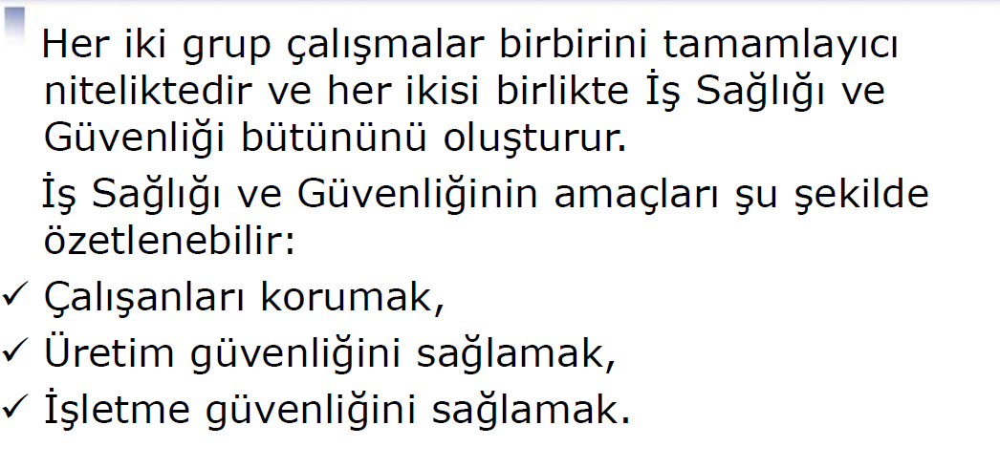 Her iki grup çalışmalar birbirini tamamlayıcı
niteliktedir ve her ikisi birlikte İş Sağlığı ve
Güvenliği bütününü oluşturur.
İş Sağlığı ve Güvenliğinin amaçları şu şekilde
özetlenebilir:
✓ Çalışanları korumak,
✓ Üretim güvenliğini sağlamak,
✓ İşletme güvenliğini sağlamak.